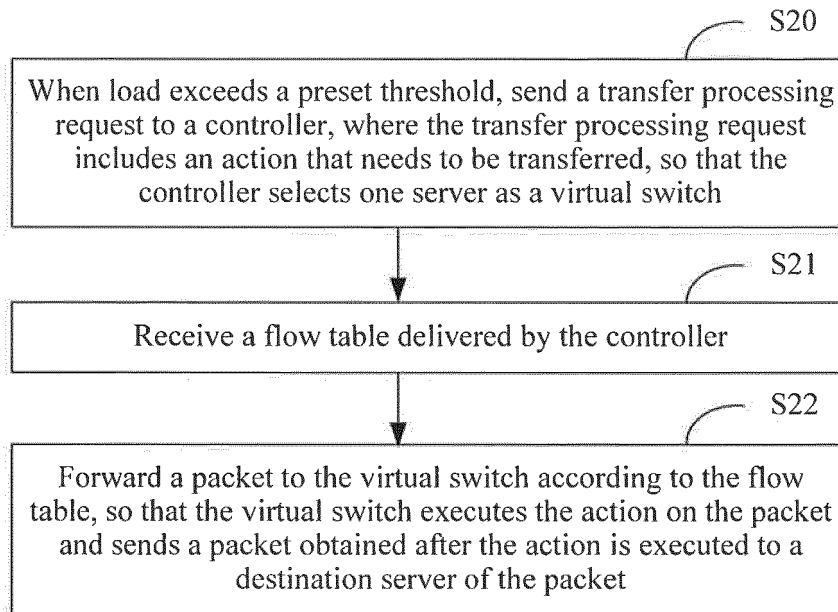 S20
When load exceeds a preset threshold, send a transfer processing
request to a controller, where the transfer processing request
includes an action that needs to be transferred, so that the
controller selects one server as a virtual switch
S21
Receive a flow table delivered by the controller
S22
Forward a packet to the virtual switch according to the flow
table, so that the virtual switch executes the action on the packet
and sends a packet obtained after the action is executed to a
destination server of the packet